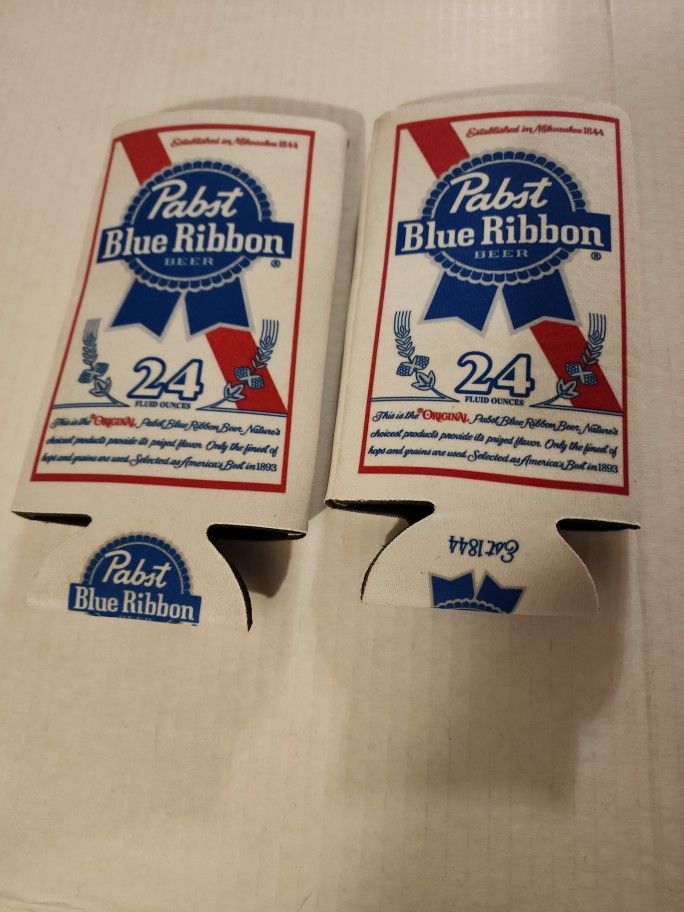 Established in Milwaukee 1844
Pabst
Blue Ribbon
BEER
®
24
FLUID OUNCES
This is the ORIGINAL Pabst Blue Ribbon Beer. Nature's
choicest products provide its prized flavor. Only the finest of
hops and grains are used. Selected as America's Best in 1893
Pabst
Blue Ribbon
Established in Milwaukee 1844
Pabst
Blue Ribbon
BEER
®
24
FLUID OUNCES
This is the ORIGINAL Pabst Blue Ribbon Beer. Nature's
choicest products provide its prized flavor. Only the finest of
hops and grains are used. Selected as America's Best in 1893
Est 1844